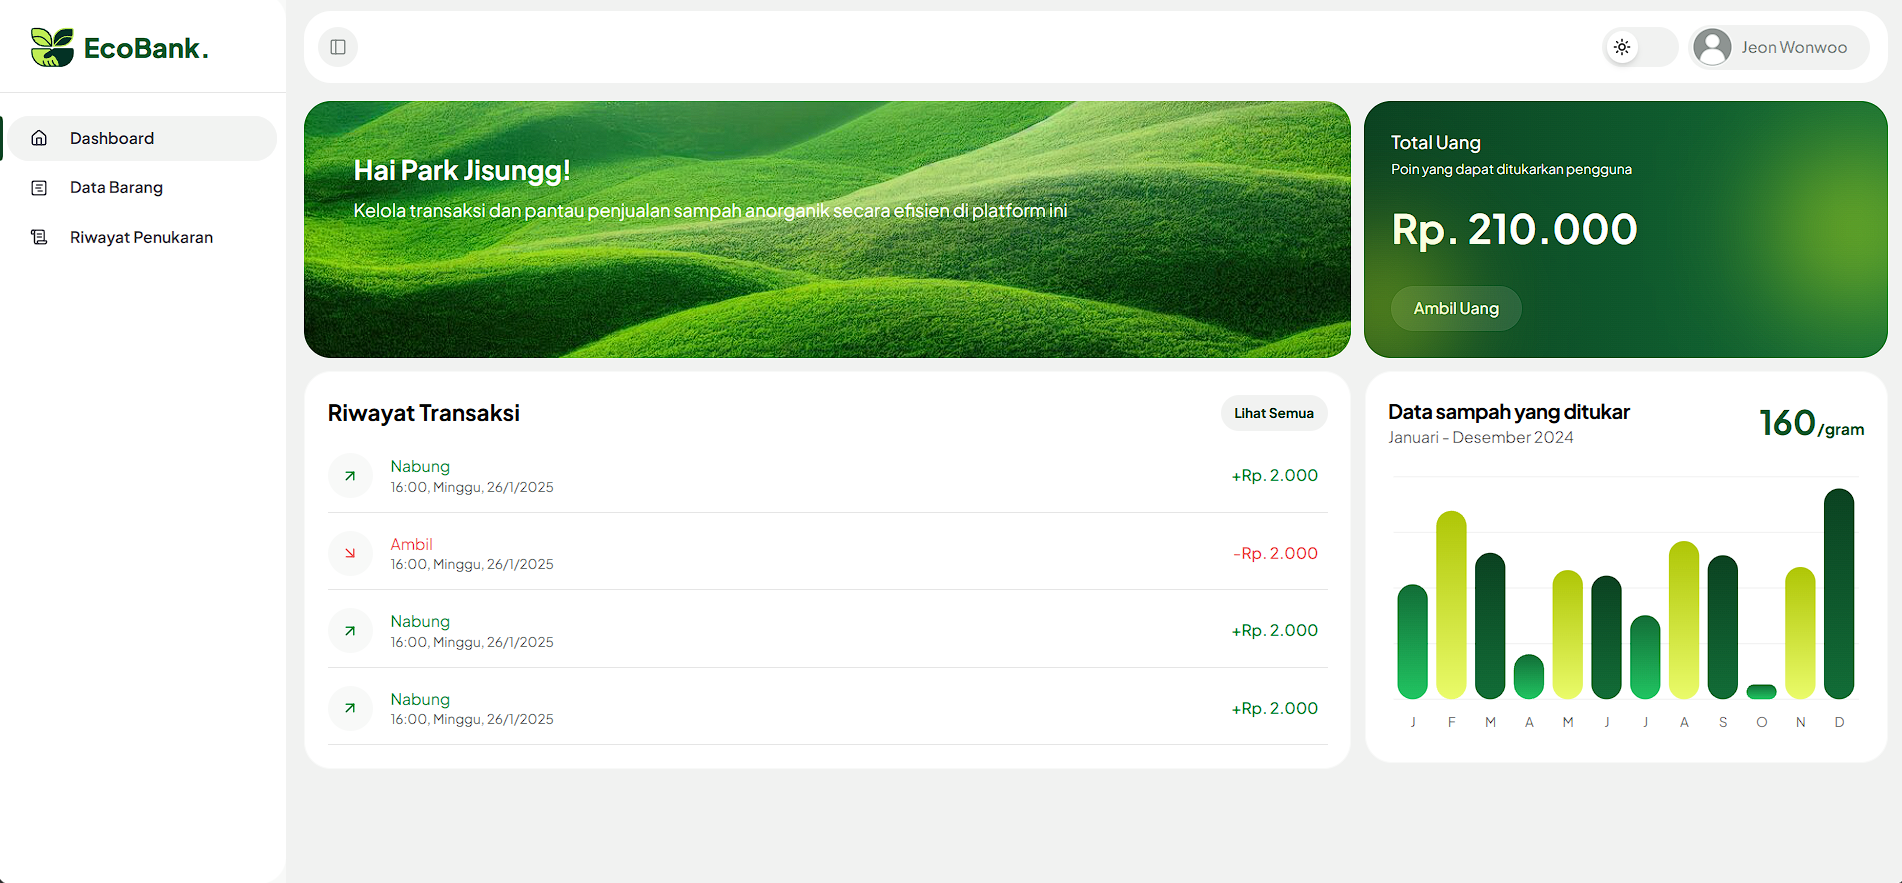 EcoBank.
Dashboard
Data Barang
Riwayat Penukaran
Jeon Wonwoo
Hai Park Jisungg!
Kelola transaksi dan pantau penjualan sampah anorganik secara efisien di platform ini
Total Uang
Poin yang dapat ditukarkan pengguna
Rp. 210.000
Ambil Uang
Riwayat Transaksi
Lihat Semua
Nabung
16:00, Minggu, 26/1/2025
+Rp. 2.000
Ambil
16:00, Minggu, 26/1/2025
-Rp. 2.000
Nabung
16:00, Minggu, 26/1/2025
+Rp. 2.000
Nabung
16:00, Minggu, 26/1/2025
+Rp. 2.000
Data sampah yang ditukar
Januari - Desember 2024
160/gram
J F M A M J J A S O N D